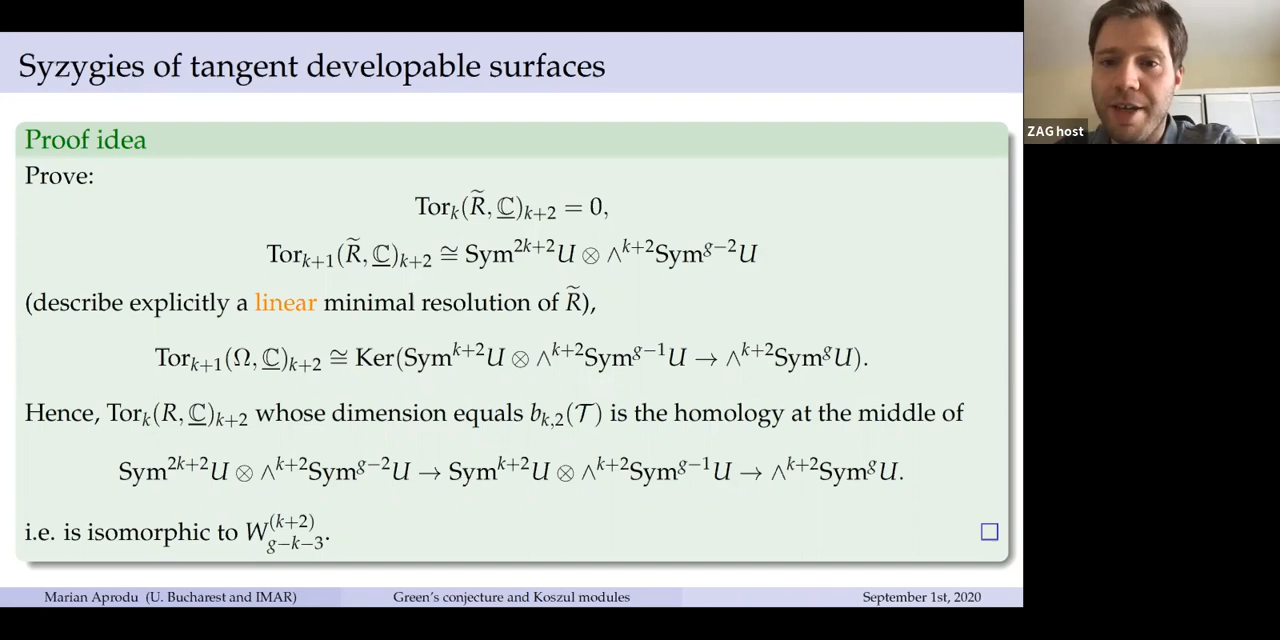 Syzygies of tangent developable surfaces
Proof idea
Prove:
Tor_k(R̃, ℂ)_{k+2} = 0,
Tor_{k+1}(R̃, ℂ)_{k+2} ≅ Sym^{2k+2}U ⊗ ∧^{k+2}Sym^{g−2}U
(describe explicitly a linear minimal resolution of R̃),
Tor_{k+1}(Ω, ℂ)_{k+2} ≅ Ker(Sym^{k+2}U ⊗ ∧^{k+2}Sym^{g−1}U → ∧^{k+2}Sym^gU).
Hence, Tor_k(R, ℂ)_{k+2} whose dimension equals b_{k,2}(𝒯) is the homology at the middle of
Sym^{2k+2}U ⊗ ∧^{k+2}Sym^{g−2}U → Sym^{k+2}U ⊗ ∧^{k+2}Sym^{g−1}U → ∧^{k+2}Sym^gU.
i.e. is isomorphic to W_{g−k−3}^{(k+2)}.
Marian Aprodu (U. Bucharest and IMAR) Green's conjecture and Koszul modules September 1st, 2020
ZAG host